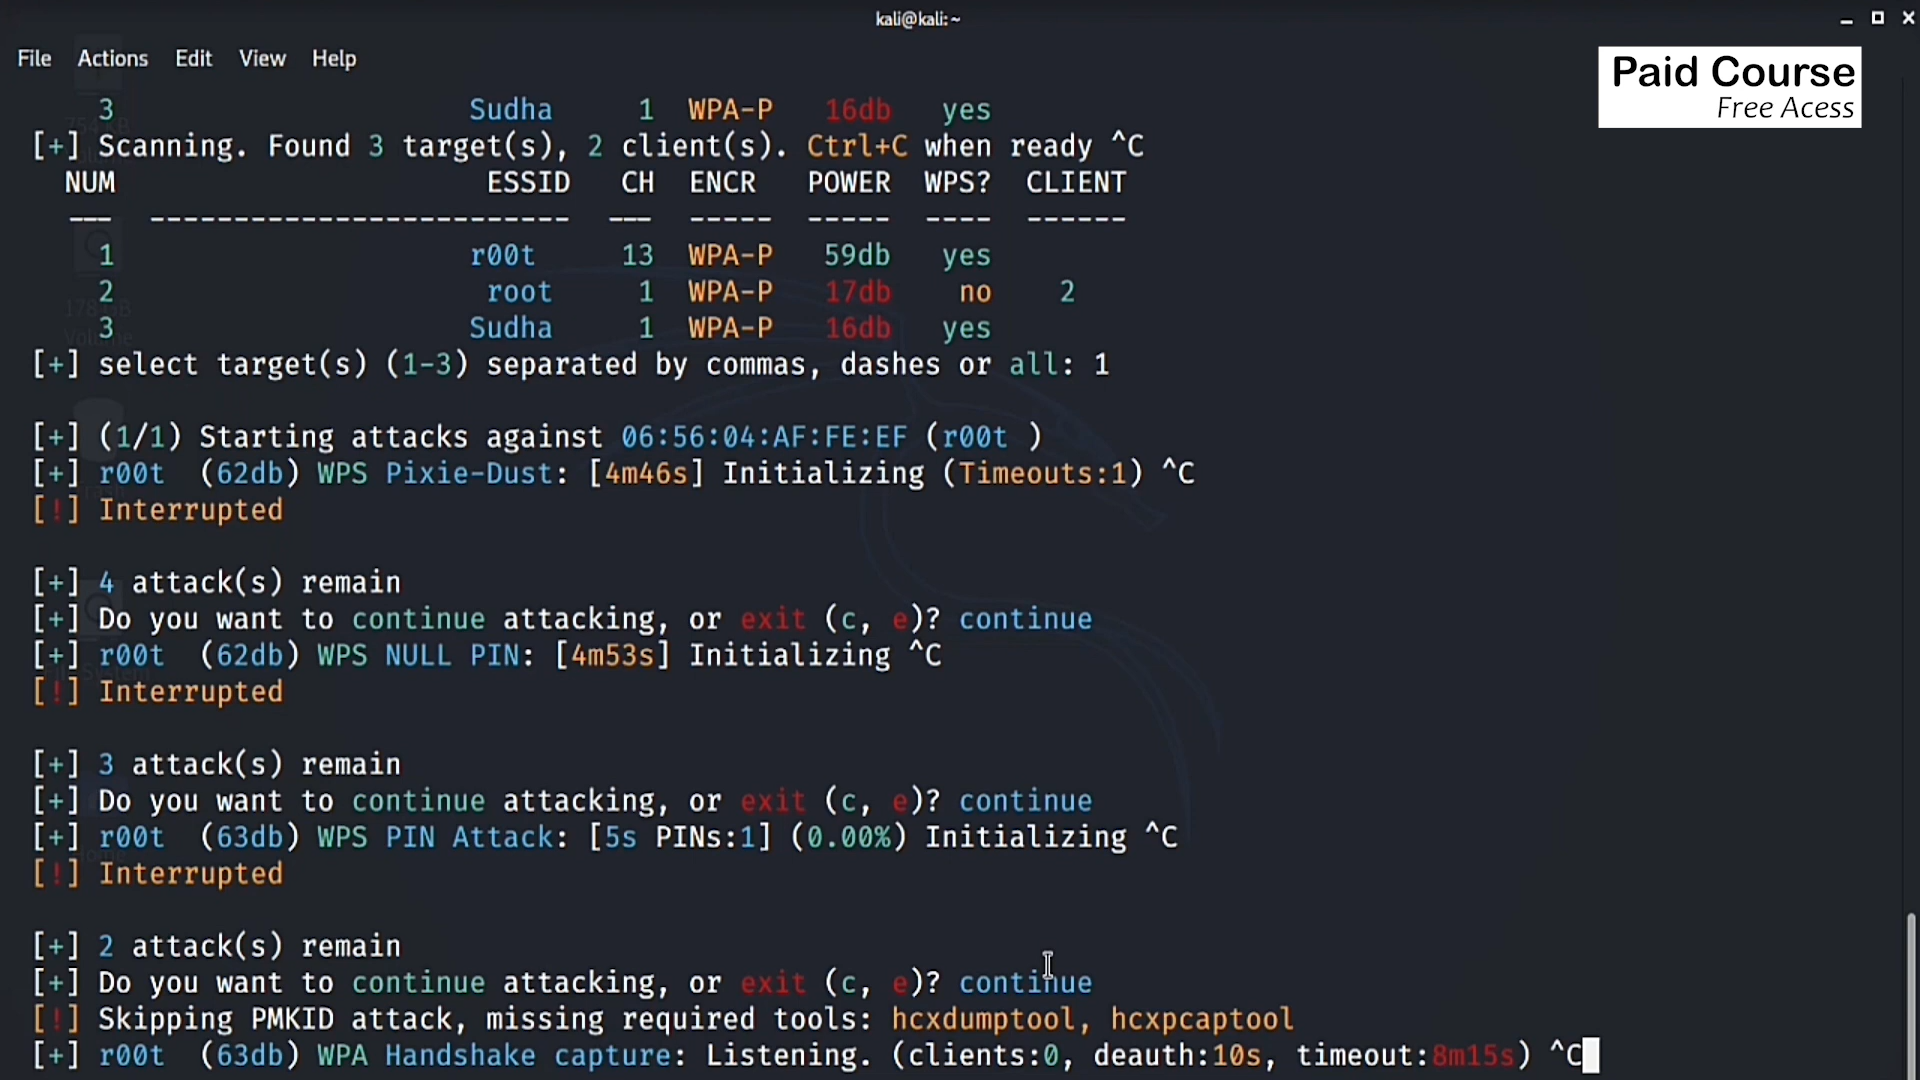 kali@kali:~
File Actions Edit View Help
Paid Course
Free Acess
3 Sudha 1 WPA-P 16db yes
[+] Scanning. Found 3 target(s), 2 client(s). Ctrl+C when ready ^C
NUM ESSID CH ENCR POWER WPS? CLIENT
--- ------------------------- --- ----- ----- ---- ------
1 r00t 13 WPA-P 59db yes
2 root 1 WPA-P 17db no 2
3 Sudha 1 WPA-P 16db yes
[+] select target(s) (1-3) separated by commas, dashes or all: 1
[+] (1/1) Starting attacks against 06:56:04:AF:FE:EF (r00t )
[+] r00t (62db) WPS Pixie-Dust: [4m46s] Initializing (Timeouts:1) ^C
[!] Interrupted
[+] 4 attack(s) remain
[+] Do you want to continue attacking, or exit (c, e)? continue
[+] r00t (62db) WPS NULL PIN: [4m53s] Initializing ^C
[!] Interrupted
[+] 3 attack(s) remain
[+] Do you want to continue attacking, or exit (c, e)? continue
[+] r00t (63db) WPS PIN Attack: [5s PINs:1] (0.00%) Initializing ^C
[!] Interrupted
[+] 2 attack(s) remain
[+] Do you want to continue attacking, or exit (c, e)? continue
[!] Skipping PMKID attack, missing required tools: hcxdumptool, hcxpcaptool
[+] r00t (63db) WPA Handshake capture: Listening. (clients:0, deauth:10s, timeout:8m15s) ^C